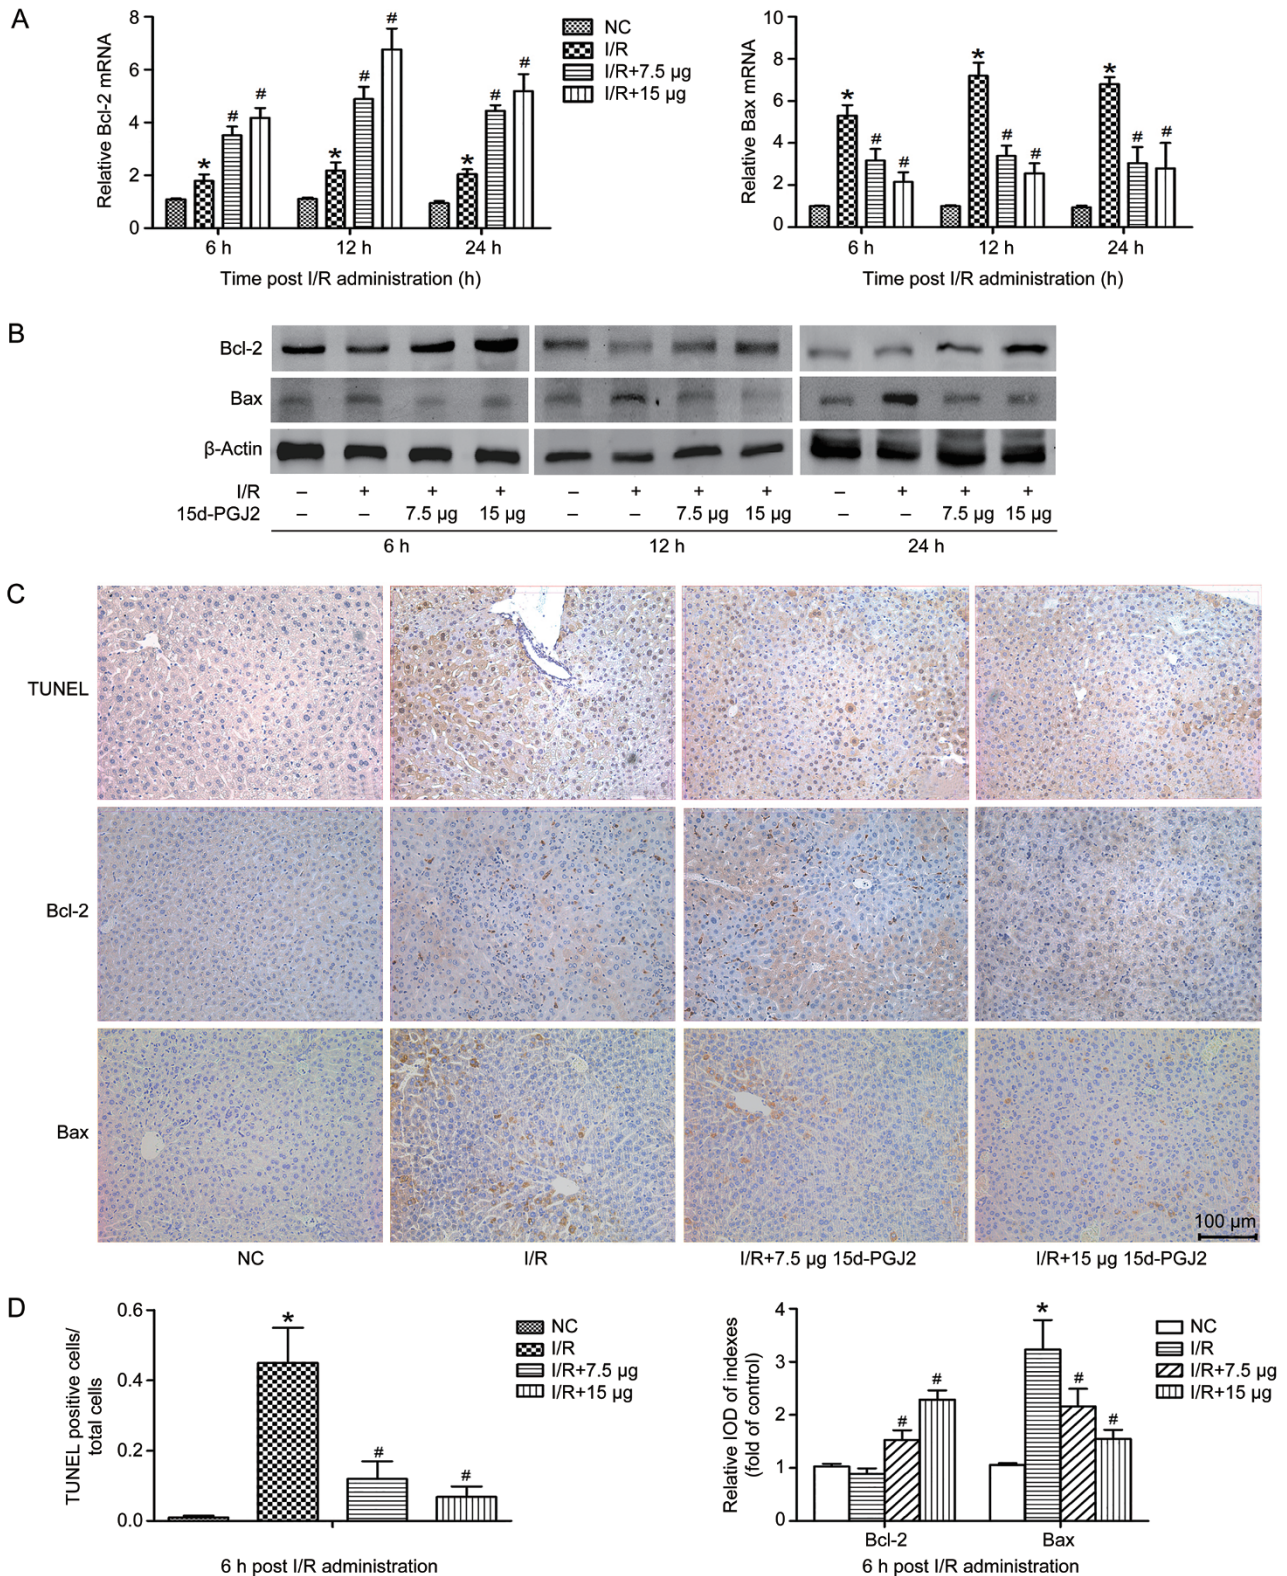 A
Relative Bcl-2 mRNA
8
6
4
2
0
* # #
* # #
* # #
6 h 12 h 24 h
Time post I/R administration (h)
NC
I/R
I/R+7.5 µg
I/R+15 µg
Relative Bax mRNA
10
8
6
4
2
0
* # #
* # #
* # #
6 h 12 h 24 h
Time post I/R administration (h)
B
Bcl-2
Bax
β-Actin
I/R – + + + – + + + – + + +
15d-PGJ2 – – 7.5 µg 15 µg – – 7.5 µg 15 µg – – 7.5 µg 15 µg
6 h 12 h 24 h
C
TUNEL
Bcl-2
Bax
100 µm
NC I/R I/R+7.5 µg 15d-PGJ2 I/R+15 µg 15d-PGJ2
D
TUNEL positive cells/
total cells
0.6
0.4
0.2
0.0
* # #
6 h post I/R administration
NC
I/R
I/R+7.5 µg
I/R+15 µg
Relative IOD of indexes
(fold of control)
4
3
2
1
0
# # * # #
Bcl-2 Bax
6 h post I/R administration
NC
I/R
I/R+7.5 µg
I/R+15 µg